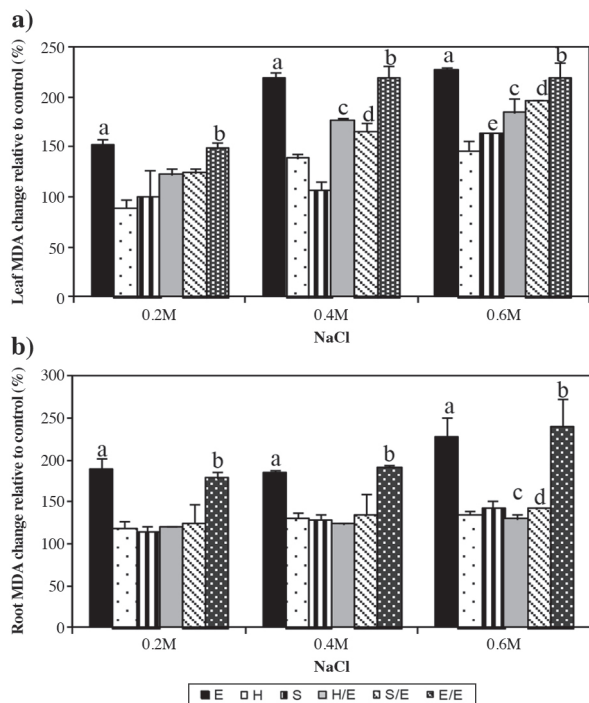 a)
Leaf MDA change relative to control (%)
250
200
150
100
50
0
a b
a c d b
a e c d b
0.2M 0.4M 0.6M
NaCl
b)
Root MDA change relative to control (%)
300
250
200
150
100
50
0
a b
a b
a c d b
0.2M 0.4M 0.6M
NaCl
E H S H/E S/E E/E